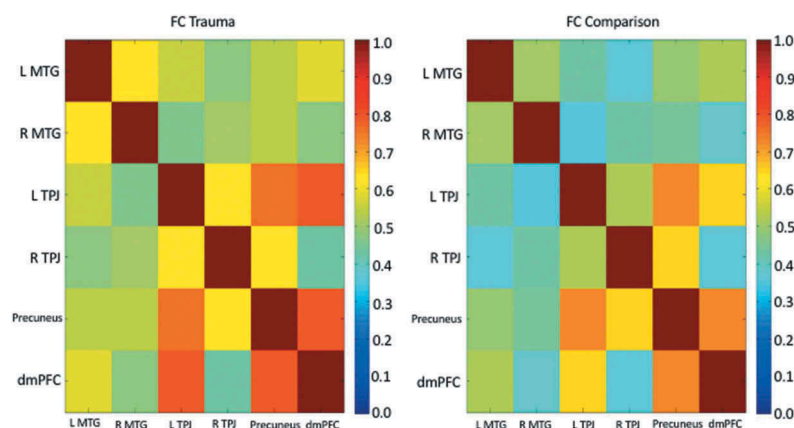 FC Trauma
L MTG
R MTG
L TPJ
R TPJ
Precuneus
dmPFC
L MTG R MTG L TPJ R TPJ Precuneus dmPFC
1.0
0.9
0.8
0.7
0.6
0.5
0.4
0.3
0.2
0.1
0.0
FC Comparison
L MTG
R MTG
L TPJ
R TPJ
Precuneus
dmPFC
L MTG R MTG L TPJ R TPJ Precuneus dmPFC
1.0
0.9
0.8
0.7
0.6
0.5
0.4
0.3
0.2
0.1
0.0